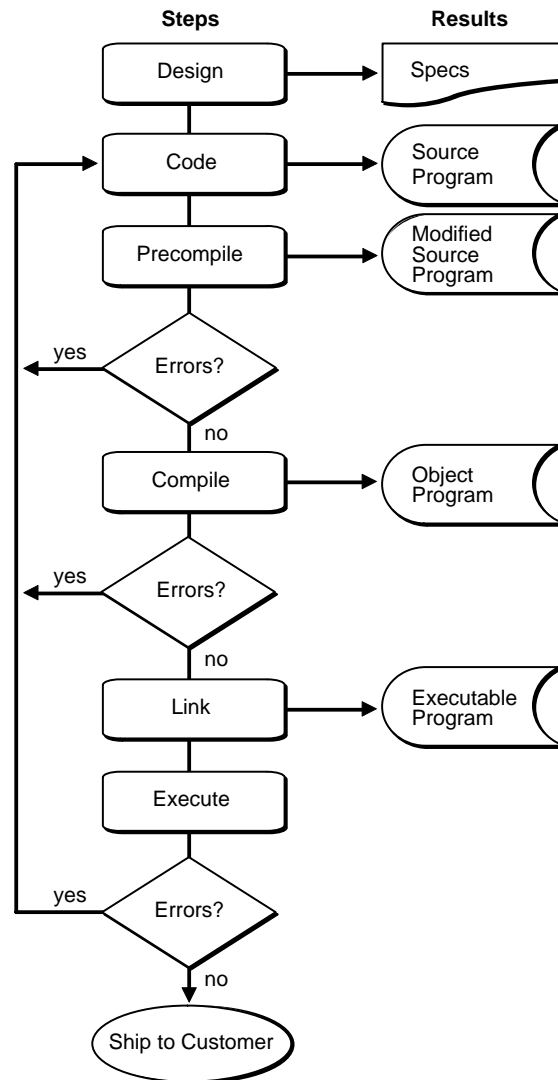 Steps
Results
Design
Specs
Code
Source
Program
Precompile
Modified
Source
Program
Errors?
yes
no
Compile
Object
Program
Errors?
yes
no
Link
Executable
Program
Execute
Errors?
yes
no
Ship to Customer